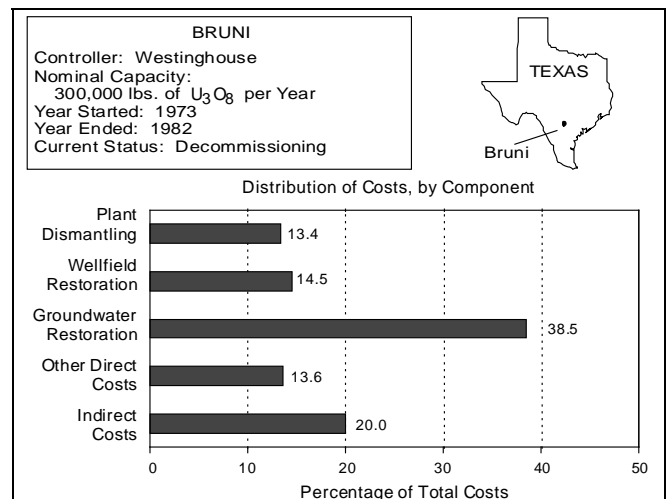 BRUNI
Controller: Westinghouse
Nominal Capacity:
300,000 lbs. of U3O8 per Year
Year Started: 1973
Year Ended: 1982
Current Status: Decommissioning
TEXAS
Bruni
Distribution of Costs, by Component
Plant
Dismantling
13.4
Wellfield
Restoration
14.5
Groundwater
Restoration
38.5
Other Direct
Costs
13.6
Indirect
Costs
20.0
0 10 20 30 40 50
Percentage of Total Costs